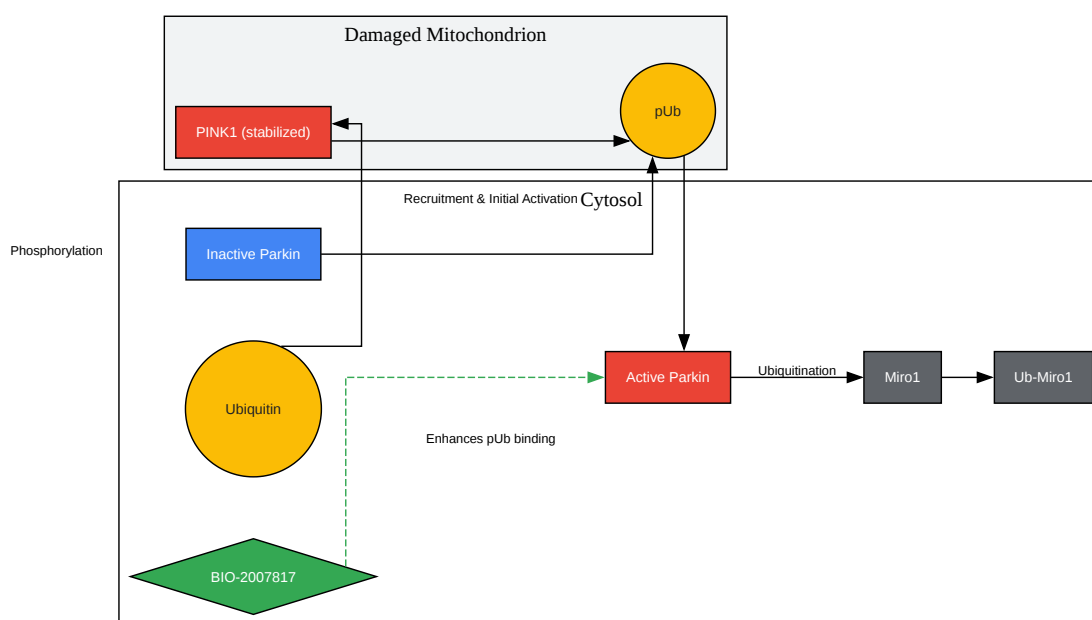 Damaged Mitochondrion
pUb
PINK1 (stabilized)
Recruitment & Initial Activation
Cytosol
Phosphorylation
Inactive Parkin
Ubiquitination
Active Parkin
Miro1
Ub-Miro1
Ubiquitin
Enhances pUb binding
BIO-2007817